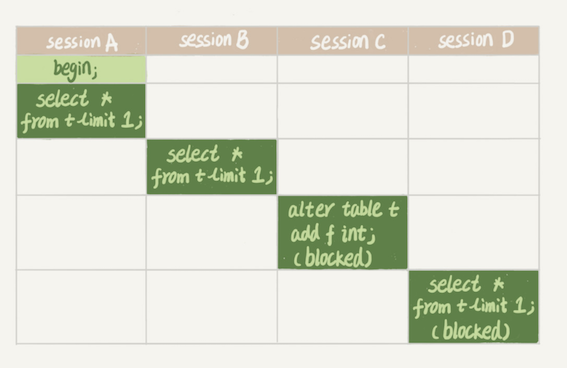 session A
session B
session C
session D
begin;
select *
from t limit 1;
select *
from t limit 1;
alter table t
add f int;
(blocked)
select *
from t limit 1;
(blocked)